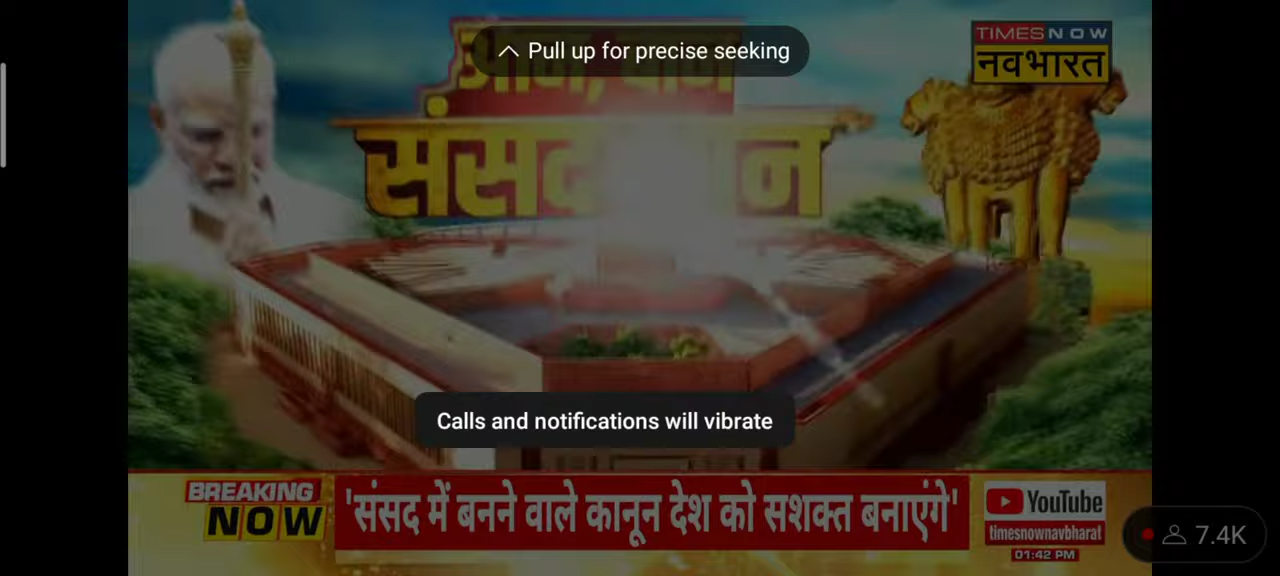 Pull up for precise seeking
TIMES NOW
नवभारत
Calls and notifications will vibrate
BREAKING
NOW
'संसद में बनने वाले कानून देश को सशक्त बनाएंगे'
YouTube
timesnownavbharat
01:42 PM
7.4K